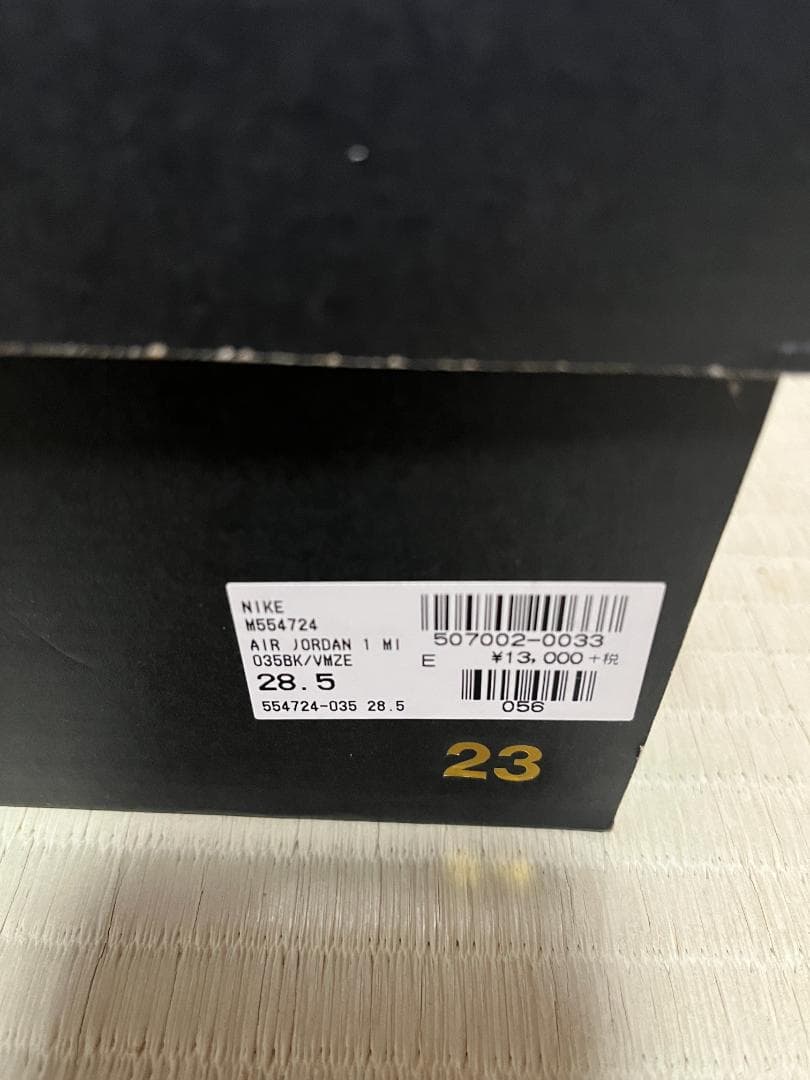 NIKE
M554724
AIR JORDAN 1 MI
035BK/VMZE
28.5
554724-035 28.5
507002-0033
E ¥13,000+税
056
23